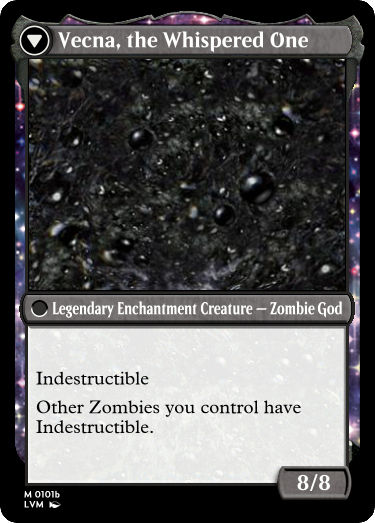 Vecna, the Whispered One
Legendary Enchantment Creature — Zombie God
Indestructible
Other Zombies you control have
Indestructible.
8/8
M 0101b
LVM